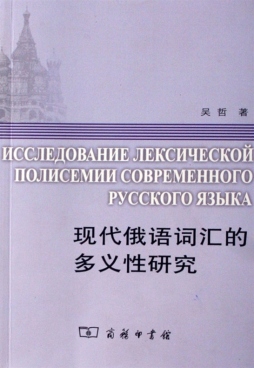 吴哲 著
ИССЛЕДОВАНИЕ ЛЕКСИЧЕСКОЙ
ПОЛИСЕМИИ СОВРЕМЕННОГО
РУССКОГО ЯЗЫКА
现代俄语词汇的
多义性研究
商务印书馆